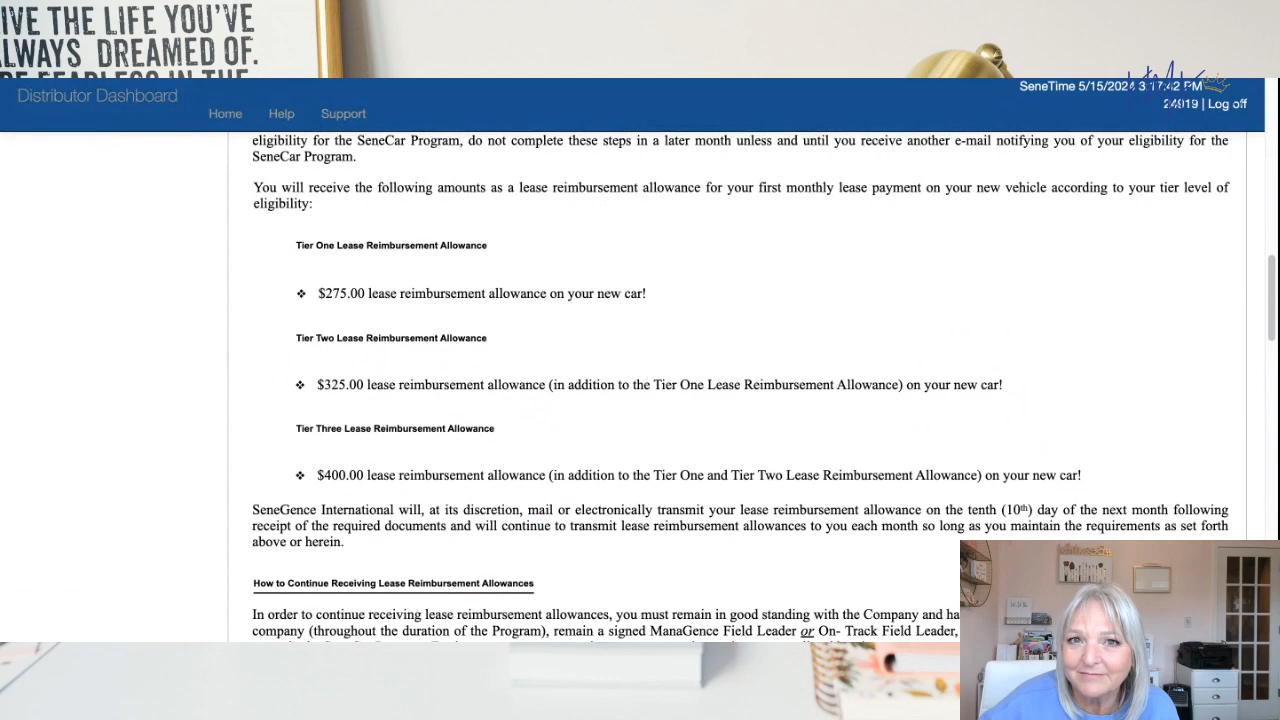 IVE THE LIFE YOU'VE
ALWAYS DREAMED OF.
BE FEARLESS IN THE
Distributor Dashboard
SeneTime 5/15/2024 3:17:42 PM
24919 | Log off
Home Help Support
eligibility for the SeneCar Program, do not complete these steps in a later month unless and until you receive another e-mail notifying you of your eligibility for the
SeneCar Program.
You will receive the following amounts as a lease reimbursement allowance for your first monthly lease payment on your new vehicle according to your tier level of
eligibility:
Tier One Lease Reimbursement Allowance
❖ $275.00 lease reimbursement allowance on your new car!
Tier Two Lease Reimbursement Allowance
❖ $325.00 lease reimbursement allowance (in addition to the Tier One Lease Reimbursement Allowance) on your new car!
Tier Three Lease Reimbursement Allowance
❖ $400.00 lease reimbursement allowance (in addition to the Tier One and Tier Two Lease Reimbursement Allowance) on your new car!
SeneGence International will, at its discretion, mail or electronically transmit your lease reimbursement allowance on the tenth (10th) day of the next month following
receipt of the required documents and will continue to transmit lease reimbursement allowances to you each month so long as you maintain the requirements as set forth
above or herein.
How to Continue Receiving Lease Reimbursement Allowances
In order to continue receiving lease reimbursement allowances, you must remain in good standing with the Company and ha
company (throughout the duration of the Program), remain a signed ManaGence Field Leader or On- Track Field Leader,